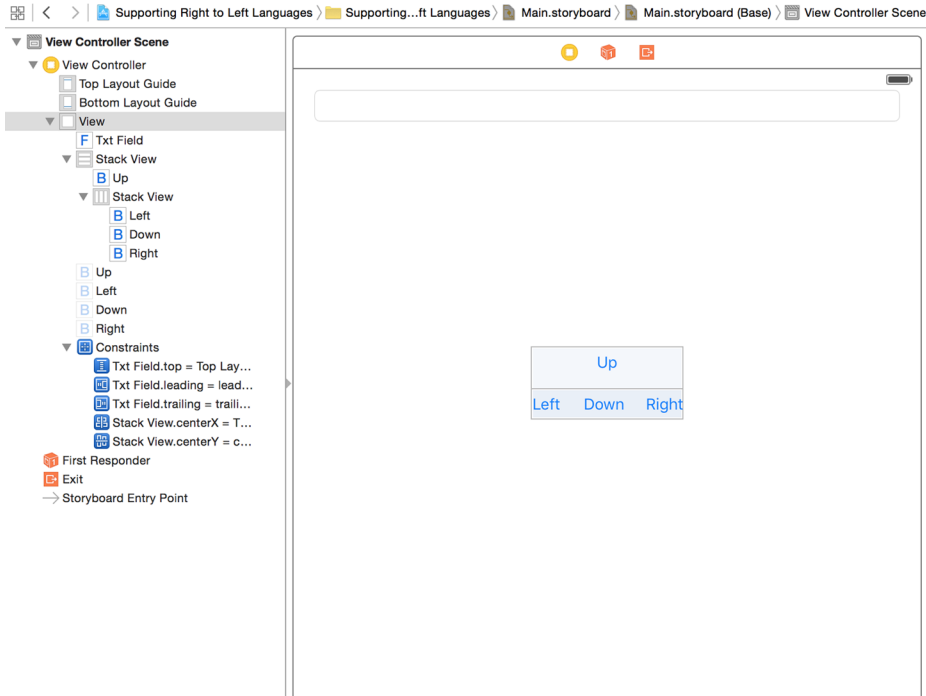 Supporting Right to Left Languages Supporting...ft Languages Main.storyboard Main.storyboard (Base) View Controller Scene
View Controller Scene
View Controller
Top Layout Guide
Bottom Layout Guide
View
F Txt Field
Stack View
B Up
Stack View
B Left
B Down
B Right
B Up
B Left
B Down
B Right
Constraints
Txt Field.top = Top Lay...
Txt Field.leading = lead...
Txt Field.trailing = traili...
Stack View.centerX = T...
Stack View.centerY = c...
First Responder
Exit
Storyboard Entry Point
Up
Left Down Right